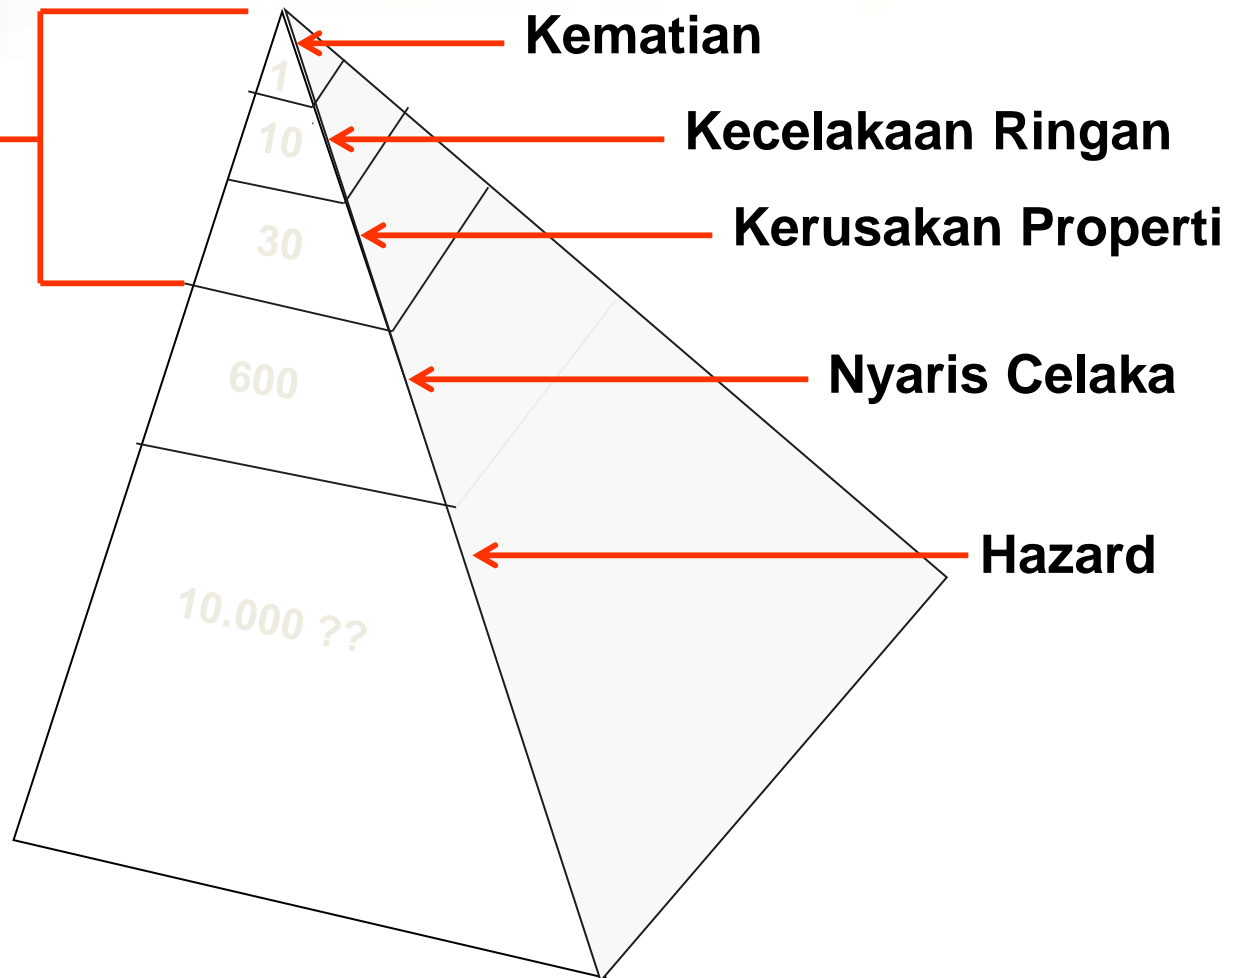 Kematian
1
Kecelakaan Ringan
10
Kerusakan Properti
30
Nyaris Celaka
600
Hazard
10.000 ??